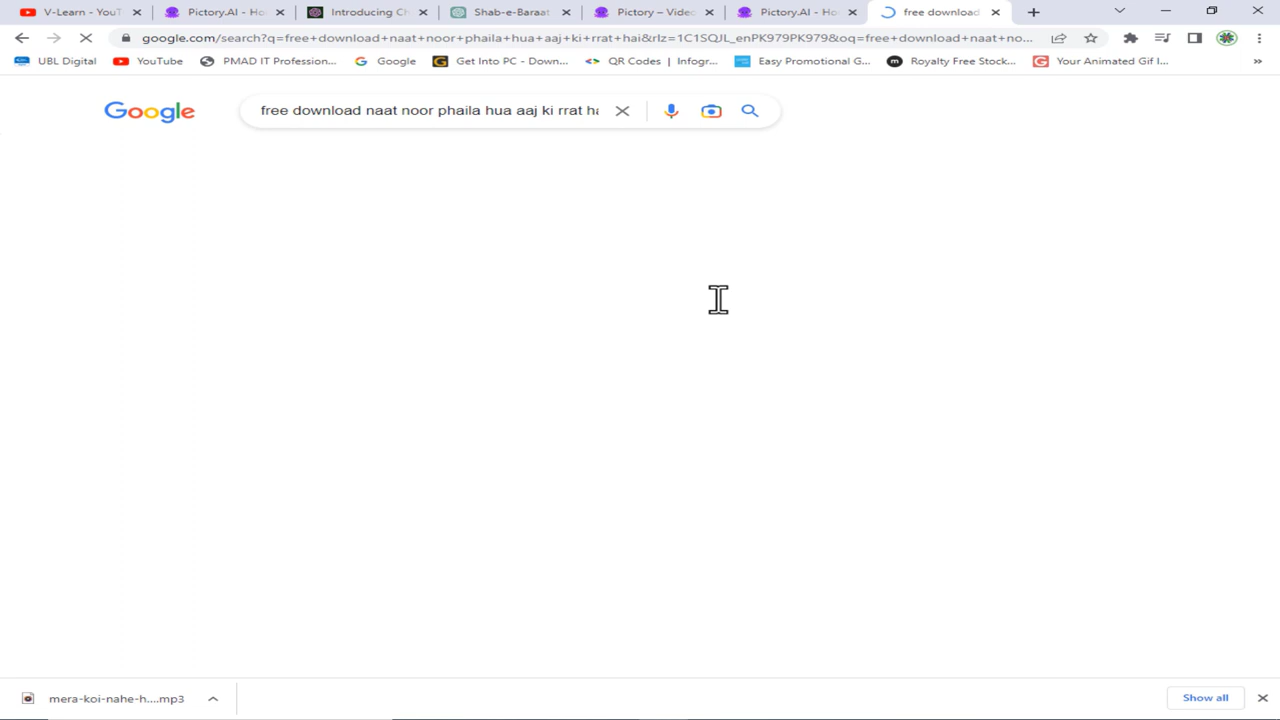 V-Learn - YouT
Pictory.AI - Ho
Introducing Ch
Shab-e-Baraat
Pictory – Video
Pictory.AI - Ho
free download
google.com/search?q=free+download+naat+noor+phaila+hua+aaj+ki+rrat+hai&rlz=1C1SQJL_enPK979PK979&oq=free+download+naat+no...
UBL Digital
YouTube
PMAD IT Profession...
Google
Get Into PC - Down...
QR Codes | Infogr...
Easy Promotional G...
Royalty Free Stock...
Your Animated Gif I...
»
Google
free download naat noor phaila hua aaj ki rrat ha
mera-koi-nahe-h....mp3
Show all